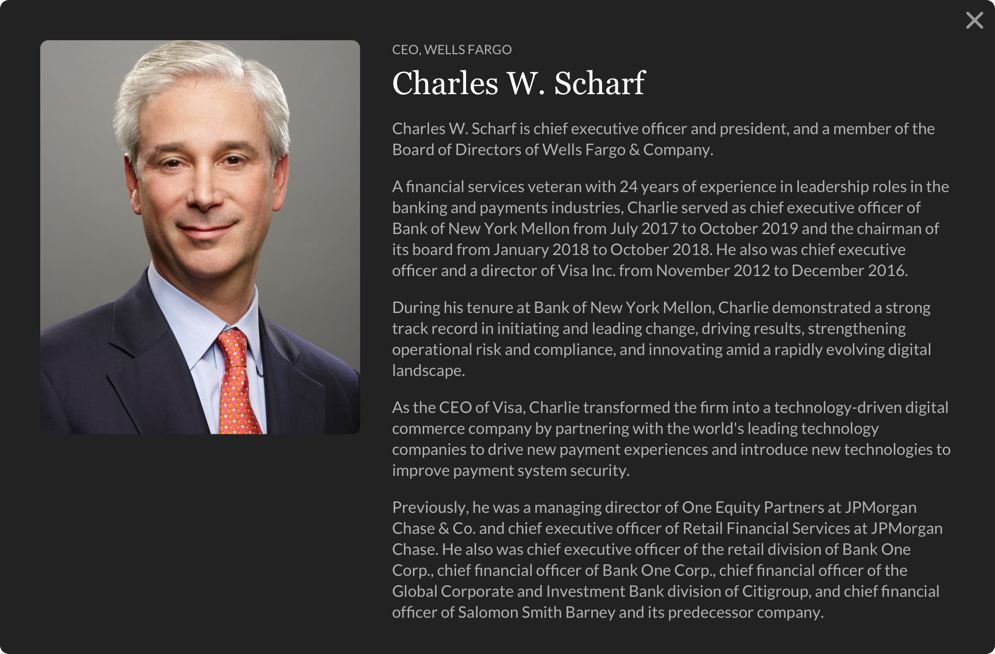 CEO, WELLS FARGO
Charles W. Scharf
Charles W. Scharf is chief executive officer and president, and a member of the
Board of Directors of Wells Fargo & Company.
A financial services veteran with 24 years of experience in leadership roles in the
banking and payments industries, Charlie served as chief executive officer of
Bank of New York Mellon from July 2017 to October 2019 and the chairman of
its board from January 2018 to October 2018. He also was chief executive
officer and a director of Visa Inc. from November 2012 to December 2016.
During his tenure at Bank of New York Mellon, Charlie demonstrated a strong
track record in initiating and leading change, driving results, strengthening
operational risk and compliance, and innovating amid a rapidly evolving digital
landscape.
As the CEO of Visa, Charlie transformed the firm into a technology-driven digital
commerce company by partnering with the world's leading technology
companies to drive new payment experiences and introduce new technologies to
improve payment system security.
Previously, he was a managing director of One Equity Partners at JPMorgan
Chase & Co. and chief executive officer of Retail Financial Services at JPMorgan
Chase. He also was chief executive officer of the retail division of Bank One
Corp., chief financial officer of Bank One Corp., chief financial officer of the
Global Corporate and Investment Bank division of Citigroup, and chief financial
officer of Salomon Smith Barney and its predecessor company.